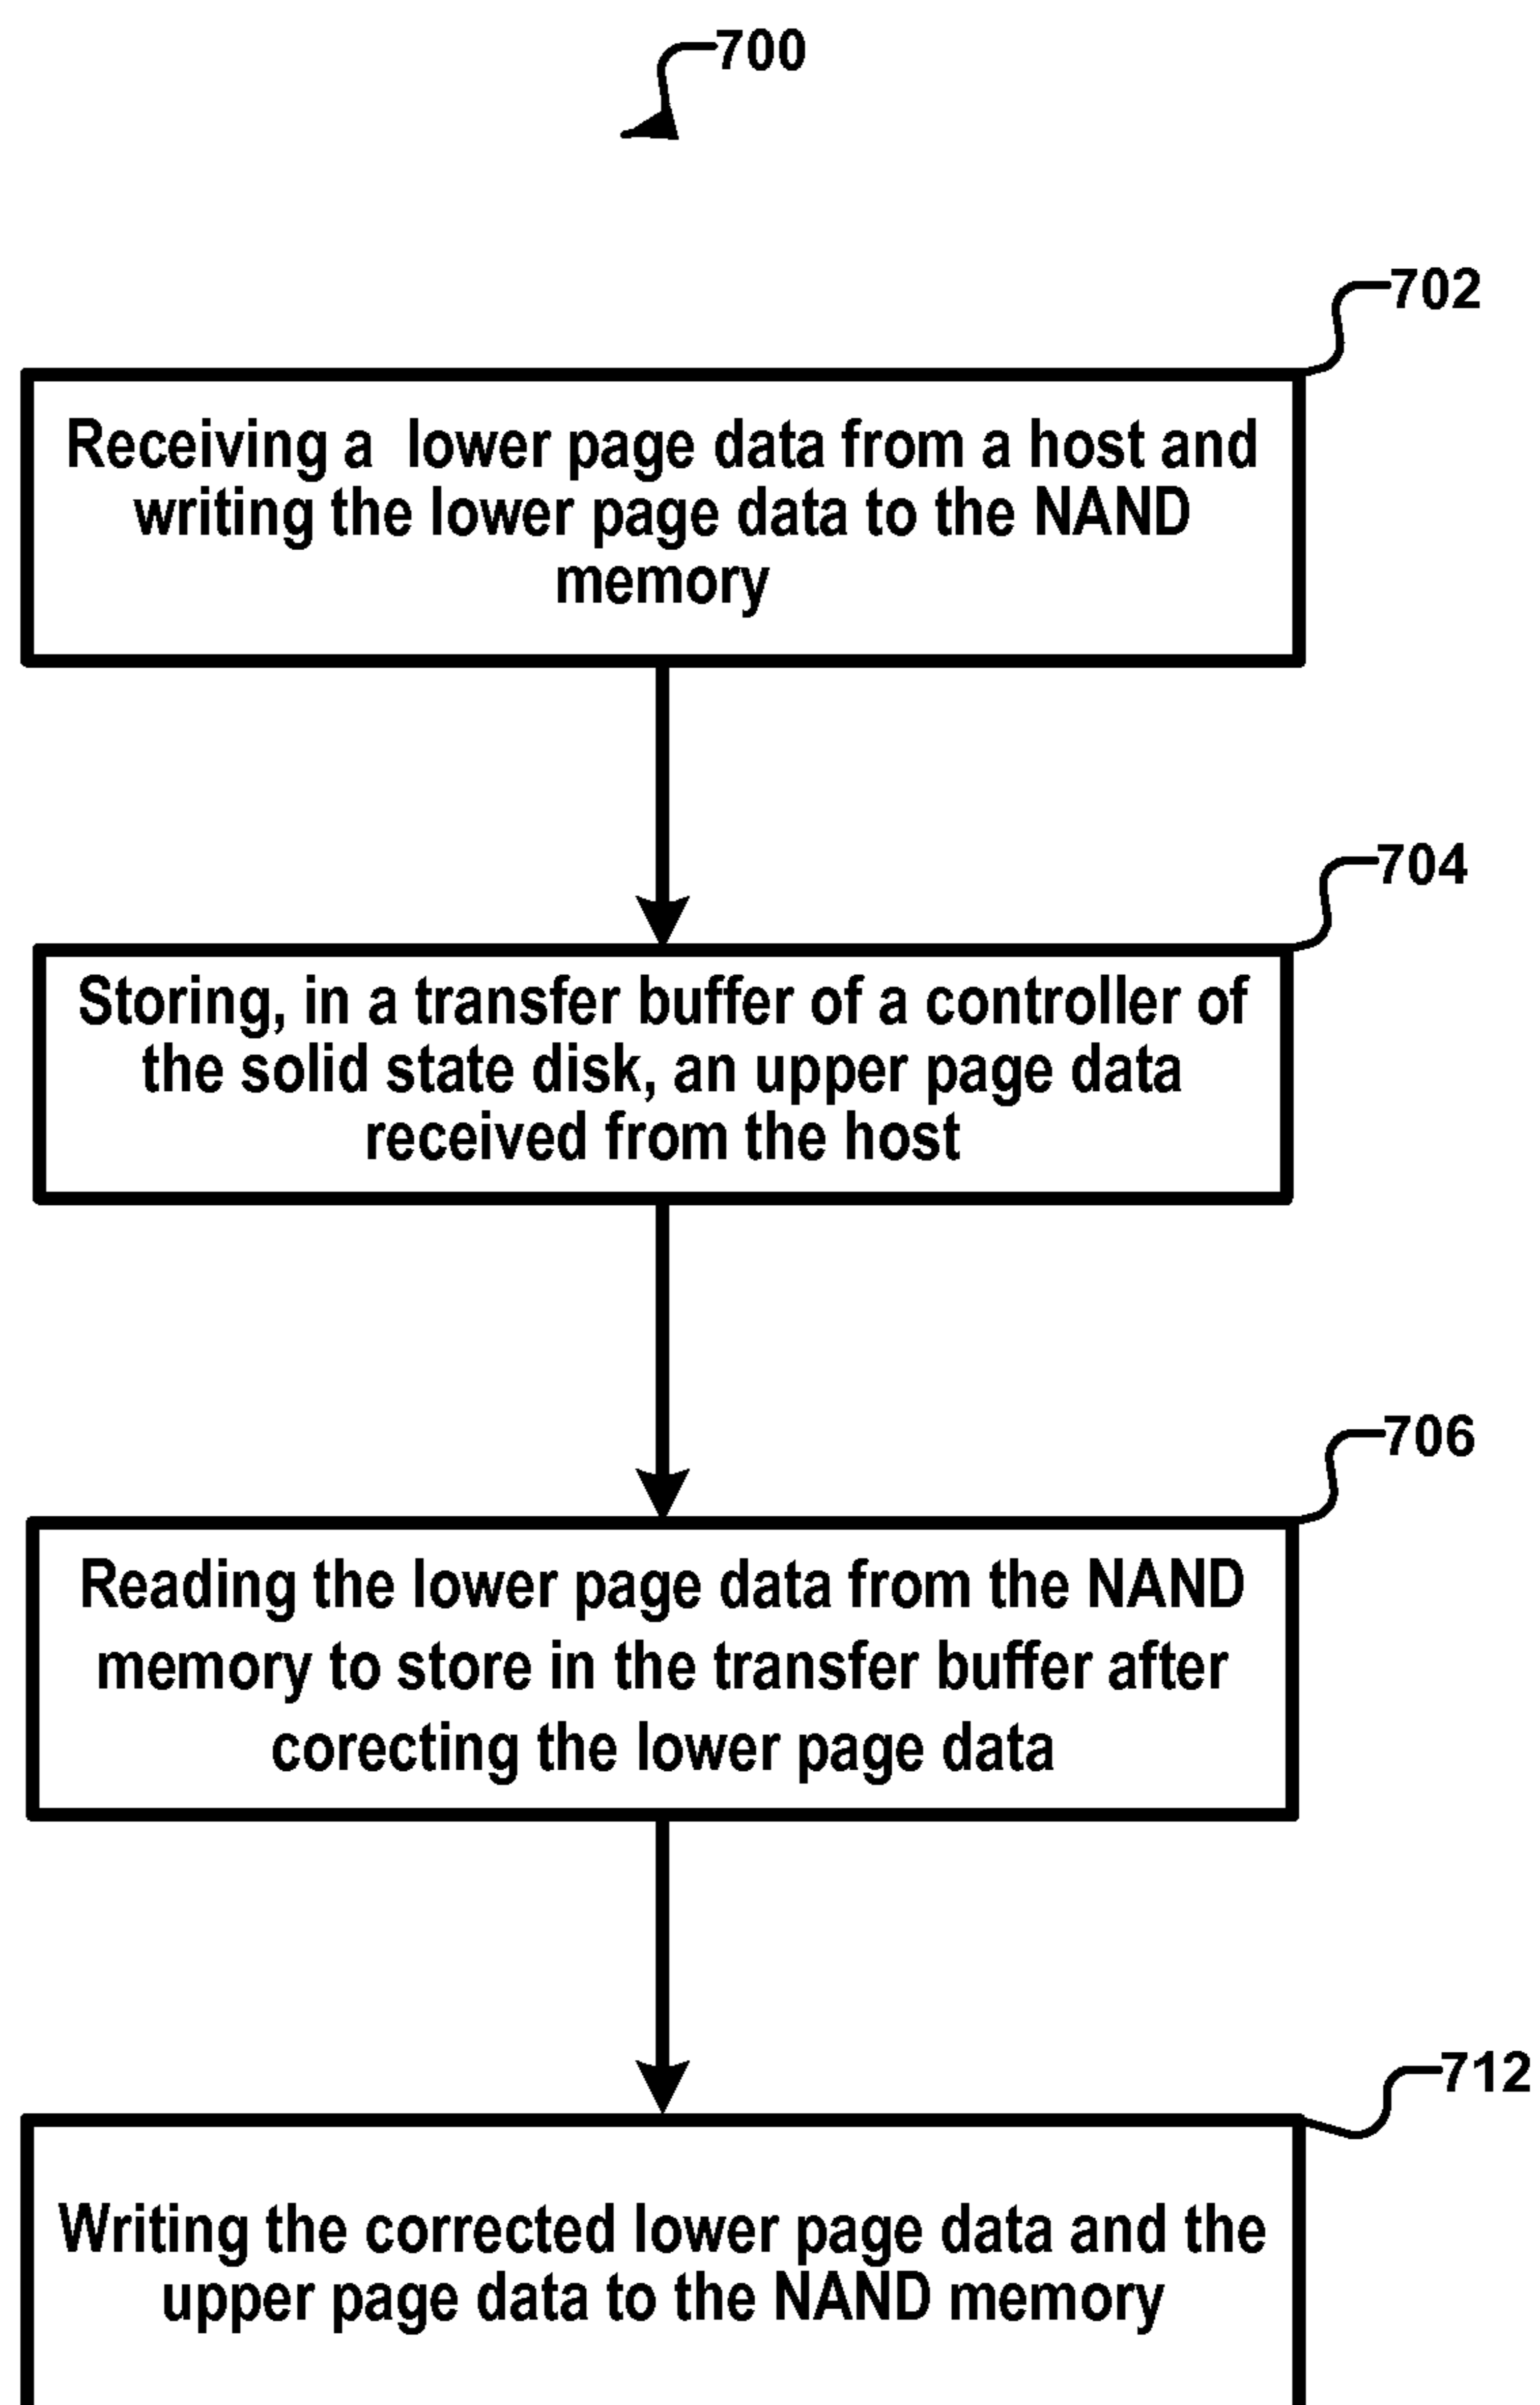 700
702
Receiving a lower page data from a host and
writing the lower page data to the NAND
memory
704
Storing, in a transfer buffer of a controller of
the solid state disk, an upper page data
received from the host
706
Reading the lower page data from the NAND
memory to store in the transfer buffer after
corecting the lower page data
712
Writing the corrected lower page data and the
upper page data to the NAND memory